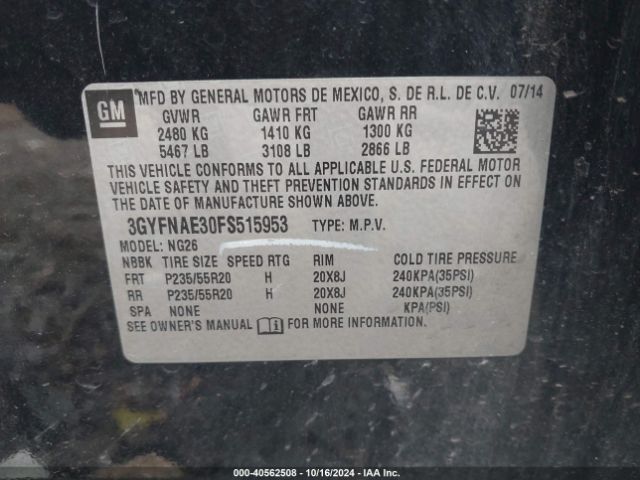 GM
*MFD BY GENERAL MOTORS DE MEXICO, S. DE R.L. DE C.V. 07/14
GVWR GAWR FRT GAWR RR
2480 KG 1410 KG 1300 KG
5467 LB 3108 LB 2866 LB
THIS VEHICLE CONFORMS TO ALL APPLICABLE U.S. FEDERAL MOTOR
VEHICLE SAFETY AND THEFT PREVENTION STANDARDS IN EFFECT ON
THE DATE OF MANUFACTURE SHOWN ABOVE.
3GYFNAE30FS515953 TYPE: M.P.V.
MODEL: NG26
NBBK TIRE SIZE SPEED RTG RIM COLD TIRE PRESSURE
FRT P235/55R20 H 20X8J 240KPA(35PSI)
RR P235/55R20 H 20X8J 240KPA(35PSI)
SPA NONE NONE KPA(PSI)
SEE OWNER'S MANUAL FOR MORE INFORMATION.
000-40562508 - 10/16/2024 - IAA Inc.